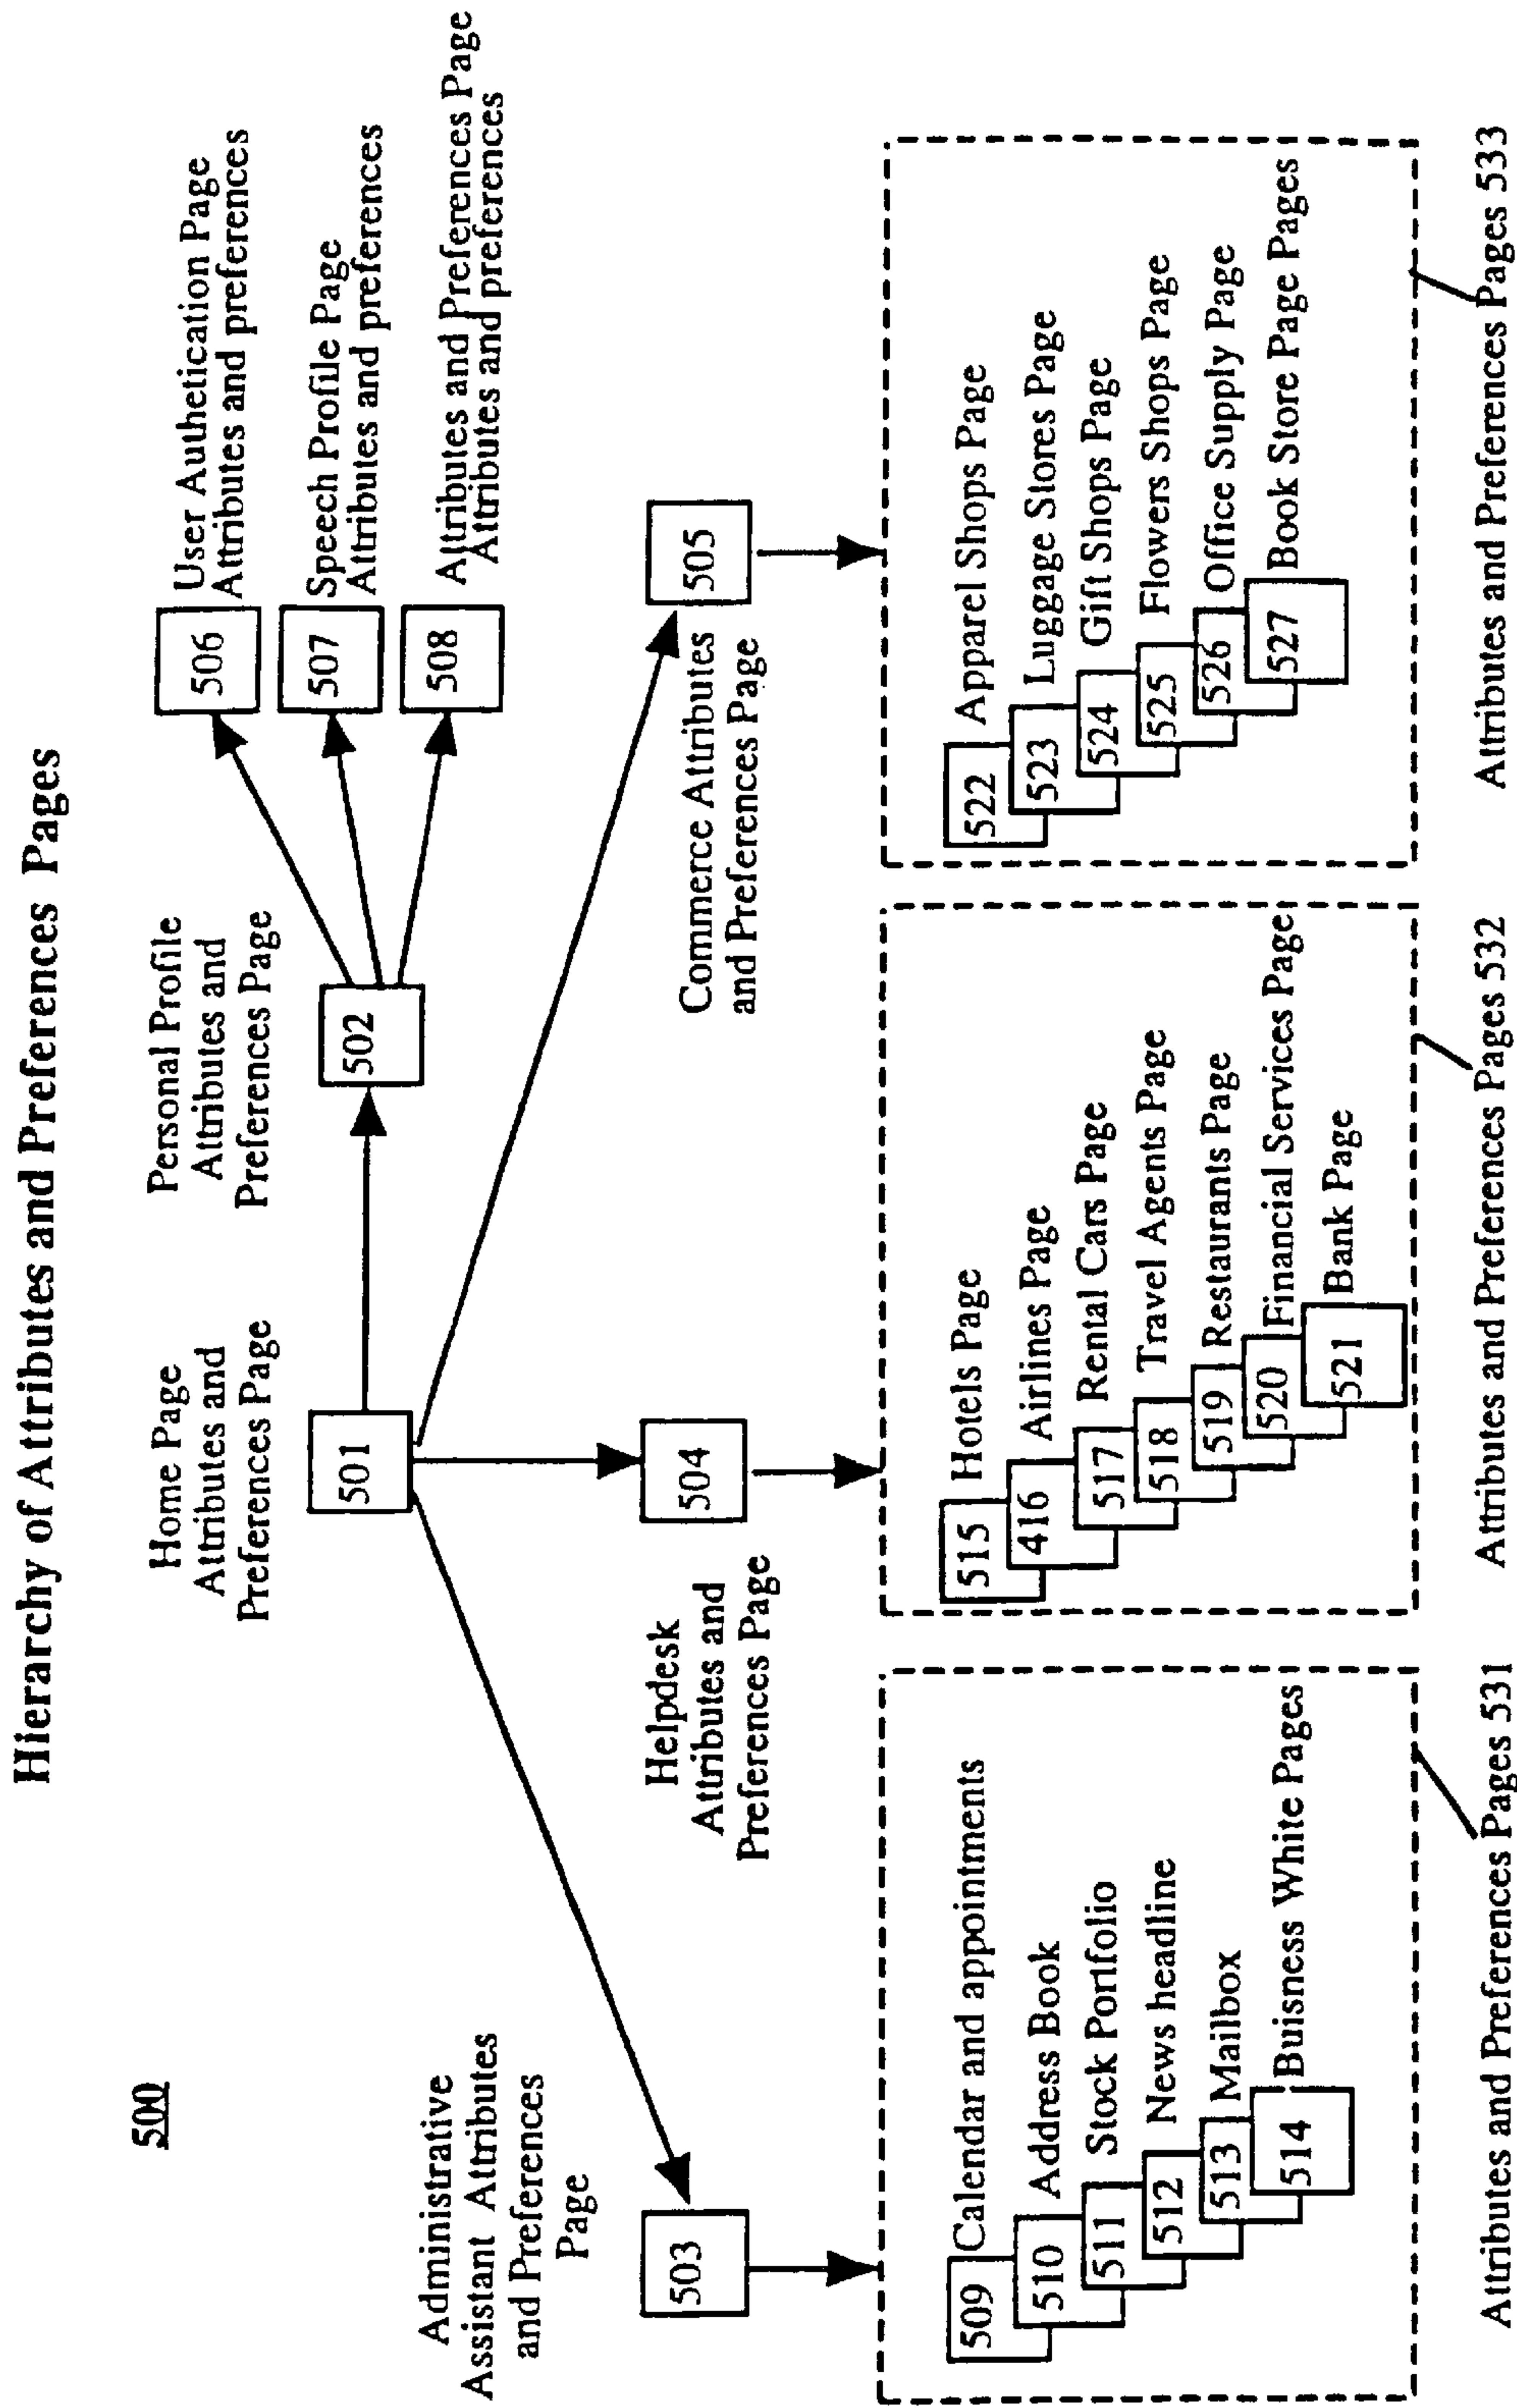 Hierarchy of Attributes and Preferences Pages
500
Home Page
Attributes and
Preferences Page
501
Personal Profile
Attributes and
Preferences Page
502
506
User Authetication Page
Attributes and preferences
507
Speech Profile Page
Attributes and preferences
508
Attributes and Preferences Page
Attributes and preferences
Administrative
Assistant Attributes
and Preferences
Page
503
Helpdesk
Attributes and
Preferences Page
504
Commerce Attributes
and Preferences Page
505
509 Calendar and appointments
510 Address Book
511 Stock Portfolio
512 News headline
513 Mailbox
514 Buisness White Pages
Attributes and Preferences Pages 531
515 Hotels Page
416 Airlines Page
517 Rental Cars Page
518 Travel Agents Page
519 Restaurants Page
520 Financial Services Page
521 Bank Page
Attributes and Preferences Pages 532
522 Apparel Shops Page
523 Luggage Stores Page
524 Gift Shops Page
525 Flowers Shops Page
526 Office Supply Page
527 Book Store Page Pages
Attributes and Preferences Pages 533